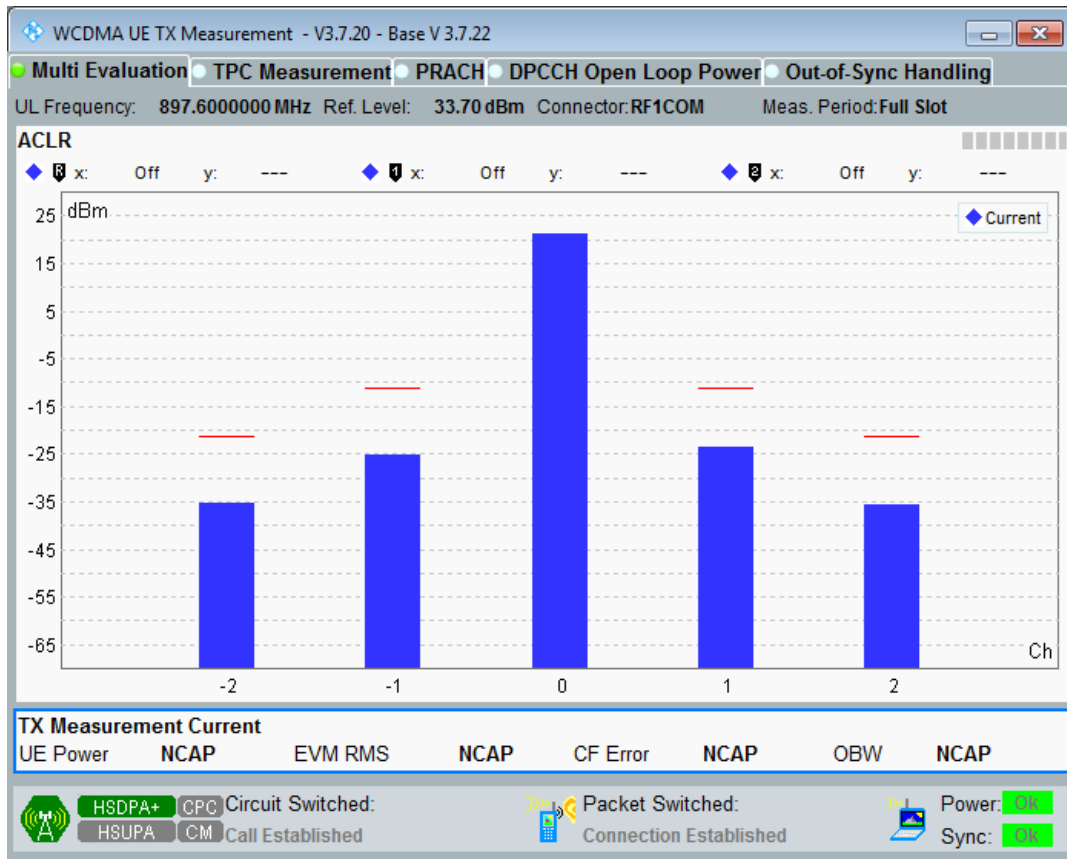 WCDMA UE TX Measurement - V3.7.20 - Base V 3.7.22
Multi Evaluation TPC Measurement PRACH DPCCH Open Loop Power Out-of-Sync Handling
UL Frequency: 897.6000000 MHz Ref. Level: 33.70 dBm Connector:RF1COM Meas. Period:Full Slot
ACLR
R x: Off y: --- 1 x: Off y: --- 2 x: Off y: ---
25 dBm Current
15
5
-5
-15
-25
-35
-45
-55
-65 Ch
-2 -1 0 1 2
TX Measurement Current
UE Power NCAP EVM RMS NCAP CF Error NCAP OBW NCAP
HSDPA+ CPC Circuit Switched: Packet Switched: Power: Ok
HSUPA CM Call Established Connection Established Sync: Ok